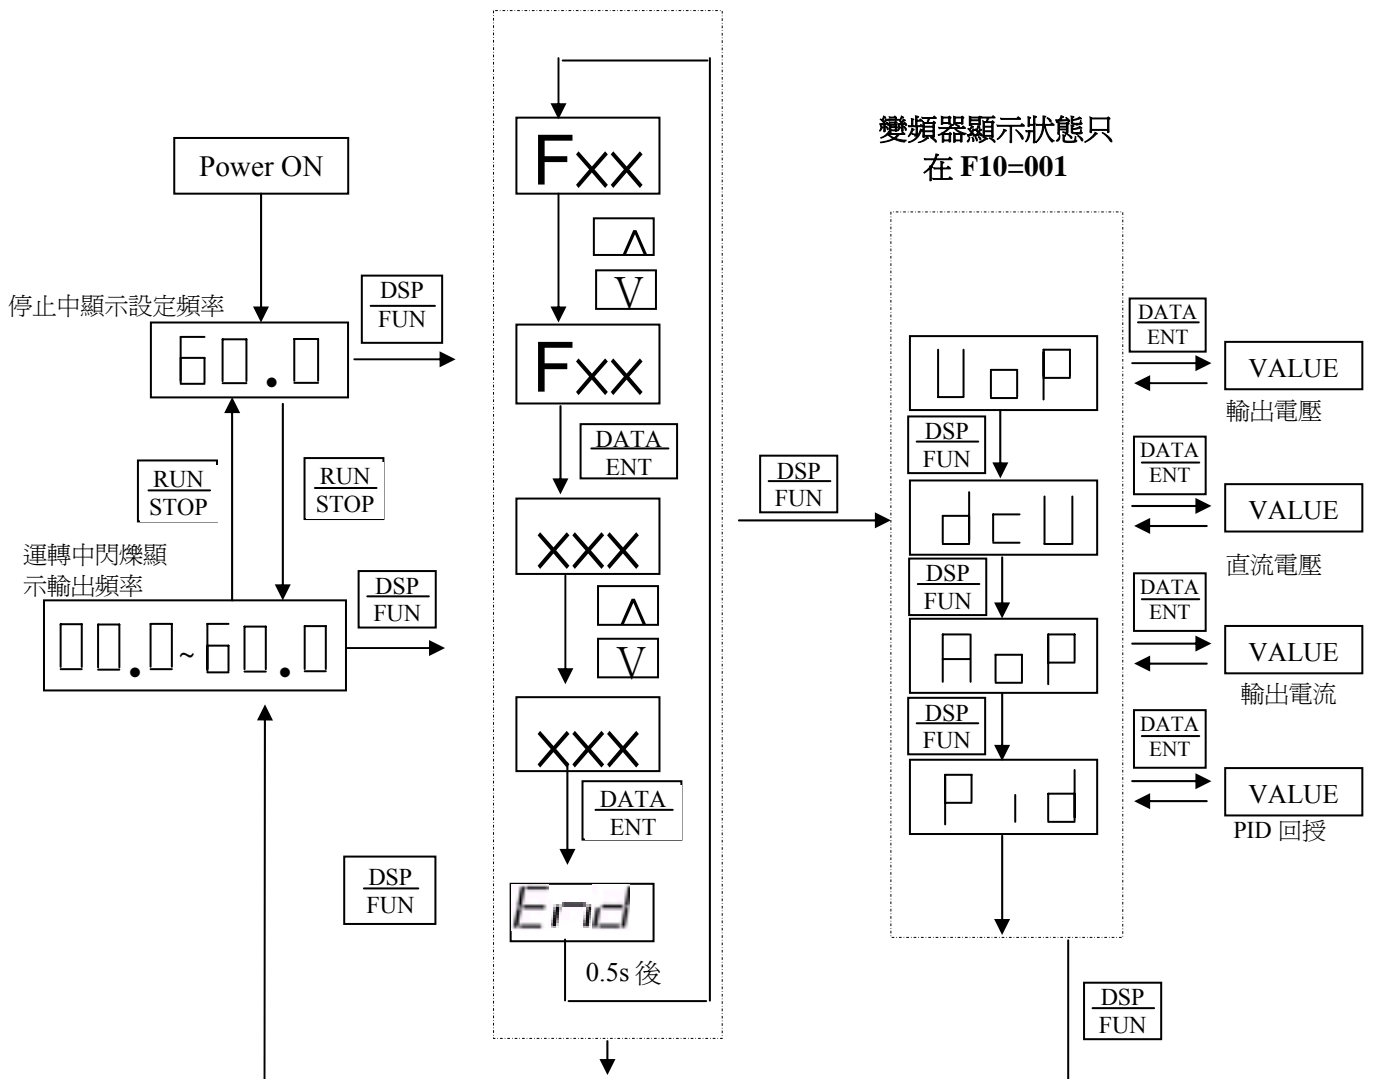 Power ON
停止中顯示設定頻率
60.0
DSP
FUN
RUN
STOP
RUN
STOP
運轉中閃爍顯
示輸出頻率
00.0~60.0
DSP
FUN
DSP
FUN
Fxx
∧
V
Fxx
DATA
ENT
xxx
∧
V
xxx
DATA
ENT
End
0.5s 後
DSP
FUN
變頻器顯示狀態只
在 F10=001
UoP
DATA
ENT
VALUE
輸出電壓
DSP
FUN
dcU
DATA
ENT
VALUE
直流電壓
DSP
FUN
AoP
DATA
ENT
VALUE
輸出電流
DSP
FUN
Pid
DATA
ENT
VALUE
PID 回授
DSP
FUN